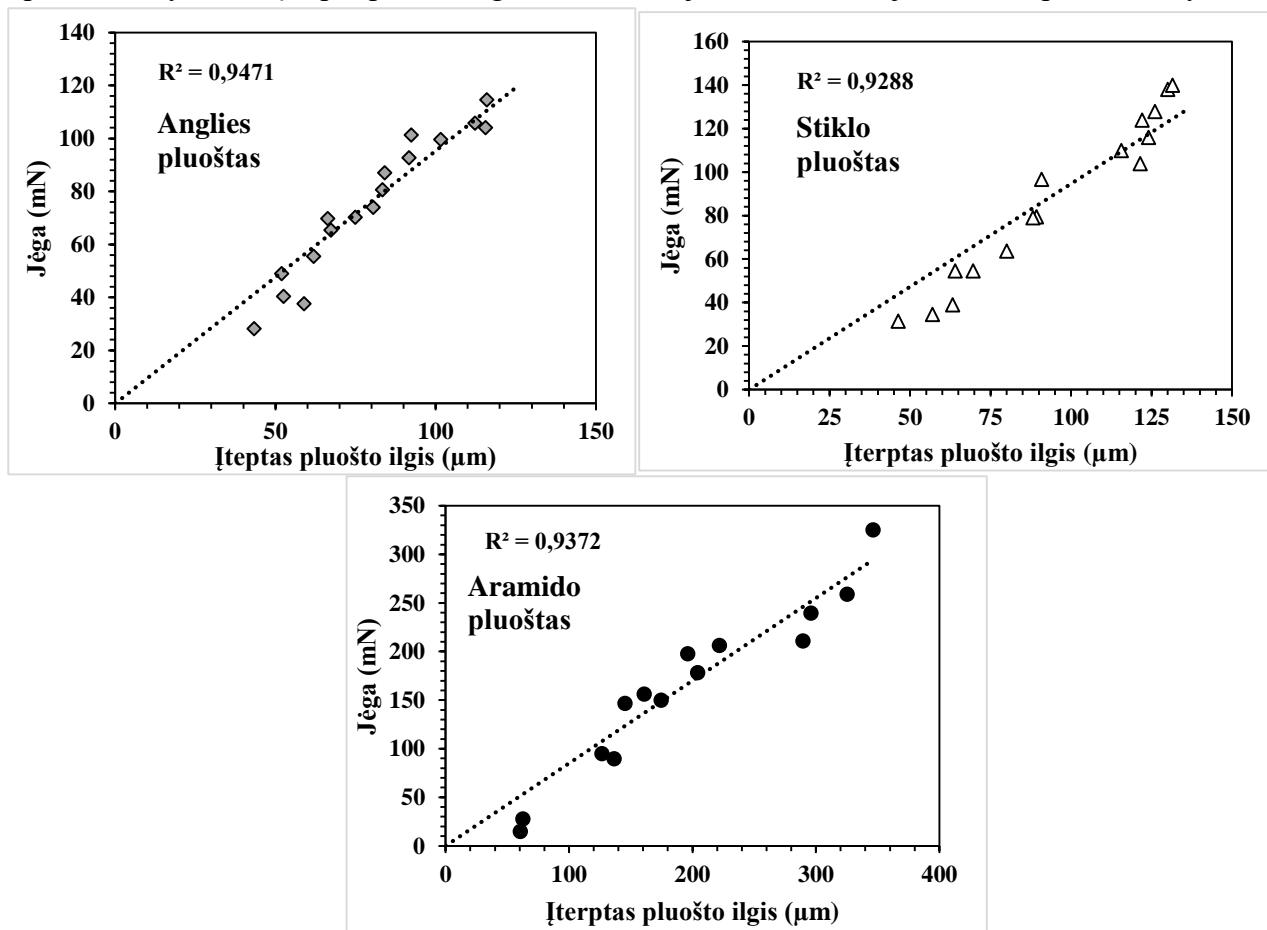 140
120
100
80
60
40
20
0
R² = 0,9471
Anglies
pluoštas
Jėga (mN)
0 50 100 150
Įteptas pluošto ilgis (µm)
160
140
120
100
80
60
40
20
0
R² = 0,9288
Stiklo
pluoštas
Jėga (mN)
0 25 50 75 100 125 150
Įterptas pluošto ilgis (µm)
350
300
250
200
150
100
50
0
R² = 0,9372
Aramido
pluoštas
Jėga (mN)
0 100 200 300 400
Įterptas pluošto ilgis (µm)